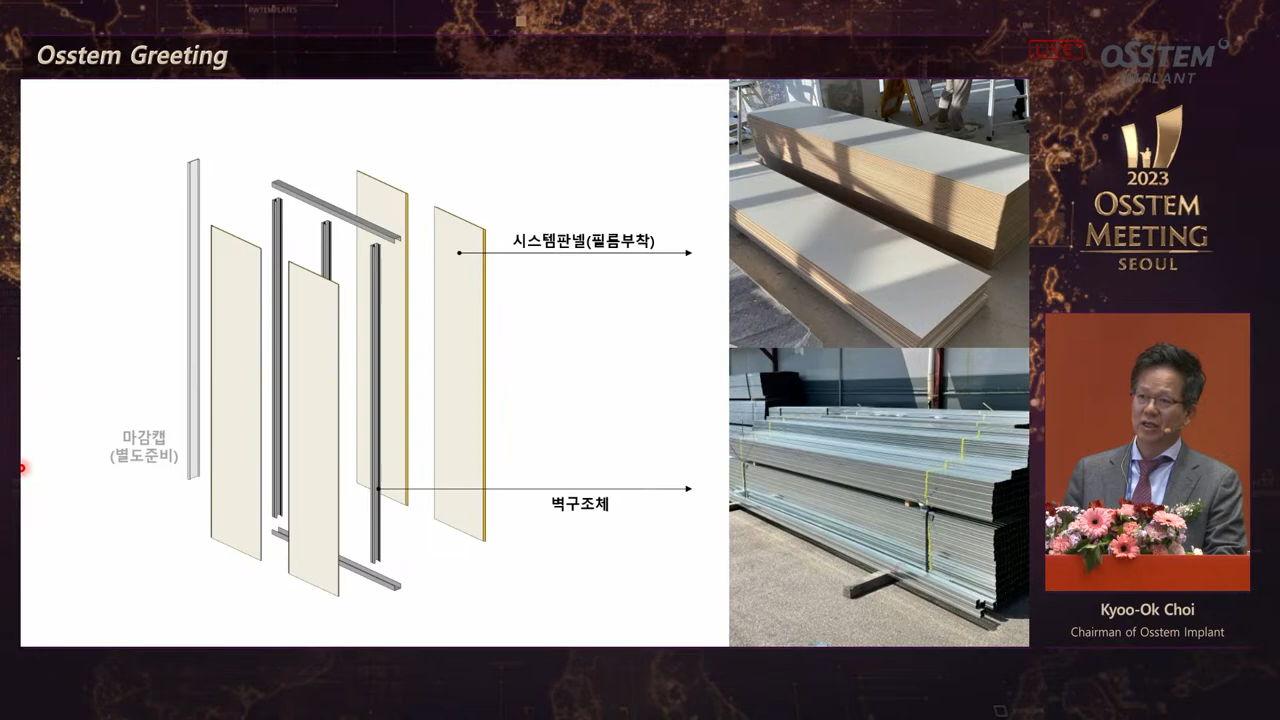 Osstem Greeting
LIVE
OSSTEM
IMPLANT
2023
OSSTEM
MEETING
SEOUL
시스템판넬(필름부착)
마감캡
(별도준비)
벽구조체
Kyoo-Ok Choi
Chairman of Osstem Implant